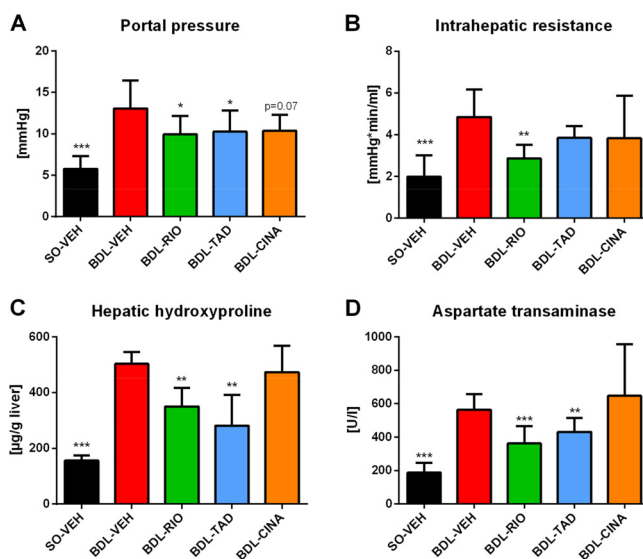 A
Portal pressure
[mmHg]
20
15
10
5
0
***
*
*
p=0.07
SO-VEH
BDL-VEH
BDL-RIO
BDL-TAD
BDL-CINA
B
Intrahepatic resistance
[mmHg*min/ml]
8
6
4
2
0
***
**
SO-VEH
BDL-VEH
BDL-RIO
BDL-TAD
BDL-CINA
C
Hepatic hydroxyproline
[µg/g liver]
600
400
200
0
***
**
**
SO-VEH
BDL-VEH
BDL-RIO
BDL-TAD
BDL-CINA
D
Aspartate transaminase
[U/l]
1000
800
600
400
200
0
***
***
**
SO-VEH
BDL-VEH
BDL-RIO
BDL-TAD
BDL-CINA